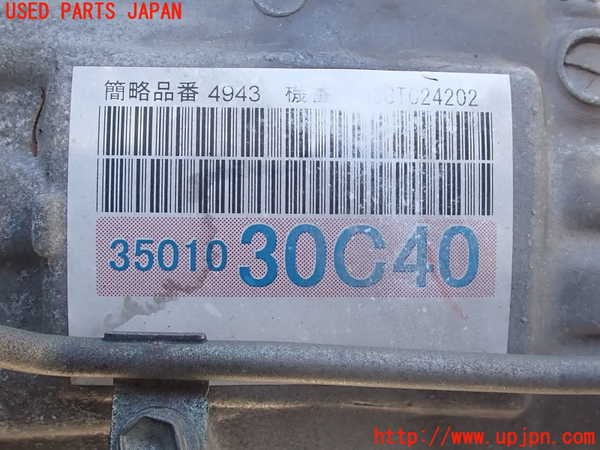 USED PARTS JAPAN
簡略品番 4943 機番
35010 30C40
http://www.upjpn.com/